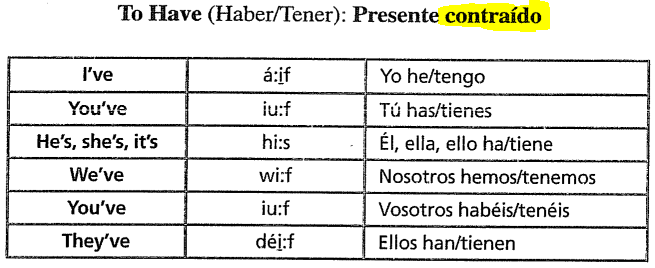 To Have (Haber/Tener): Presente contraído
I've á:i̲f Yo he/tengo
You've iu:f Tú has/tienes
He's, she's, it's hi:s Él, ella, ello ha/tiene
We've wi:f Nosotros hemos/tenemos
You've iu:f Vosotros habéis/tenéis
They've déi̲:f Ellos han/tienen